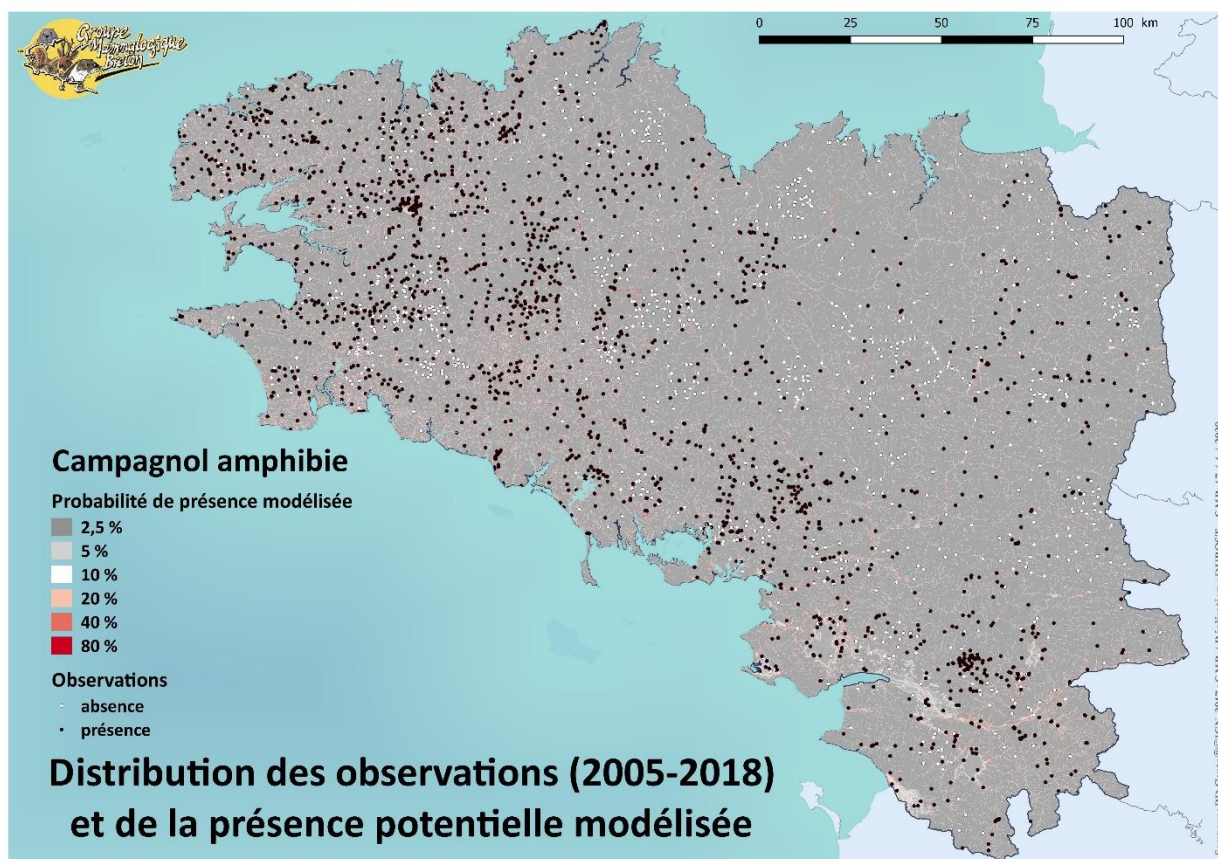 Groupe
Mammalogique
Breton
0 25 50 75 100 km
Campagnol amphibie
Probabilité de présence modélisée
2,5 %
5 %
10 %
20 %
40 %
80 %
Observations
absence
présence
Distribution des observations (2005-2018)
et de la présence potentielle modélisée